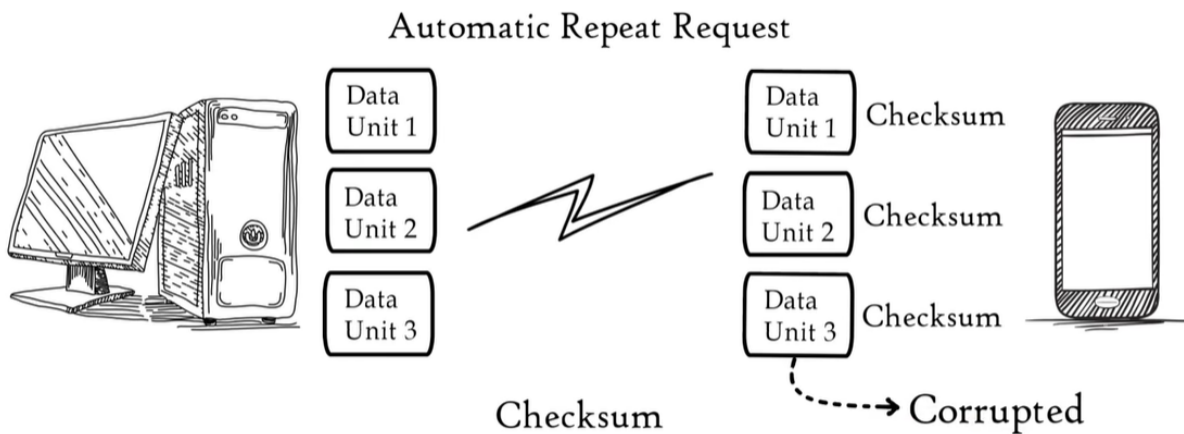 Automatic Repeat Request
Data
Unit 1
Data
Unit 2
Data
Unit 3
Data
Unit 1
Checksum
Data
Unit 2
Checksum
Data
Unit 3
Checksum
Checksum
Corrupted